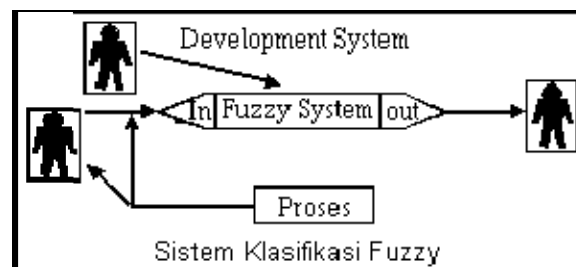 Development System
In Fuzzy System out
Proses
Sistem Klasifikasi Fuzzy